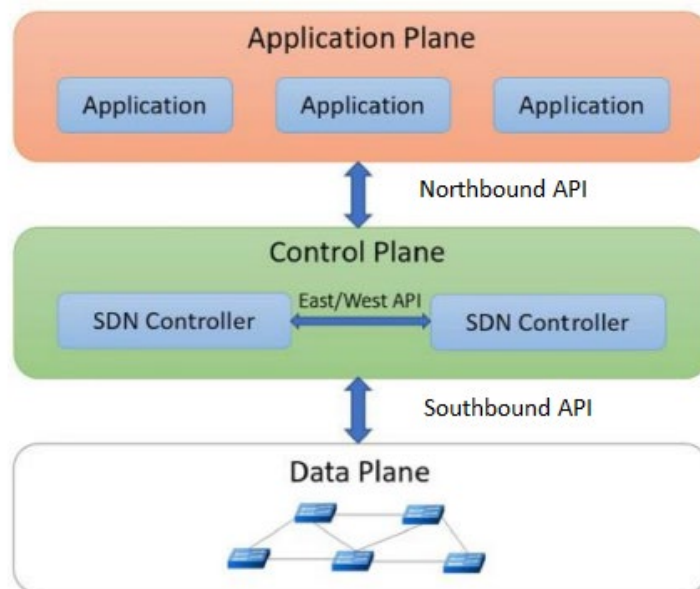 Application Plane
Application Application Application
Northbound API
Control Plane
East/West API
SDN Controller SDN Controller
Southbound API
Data Plane